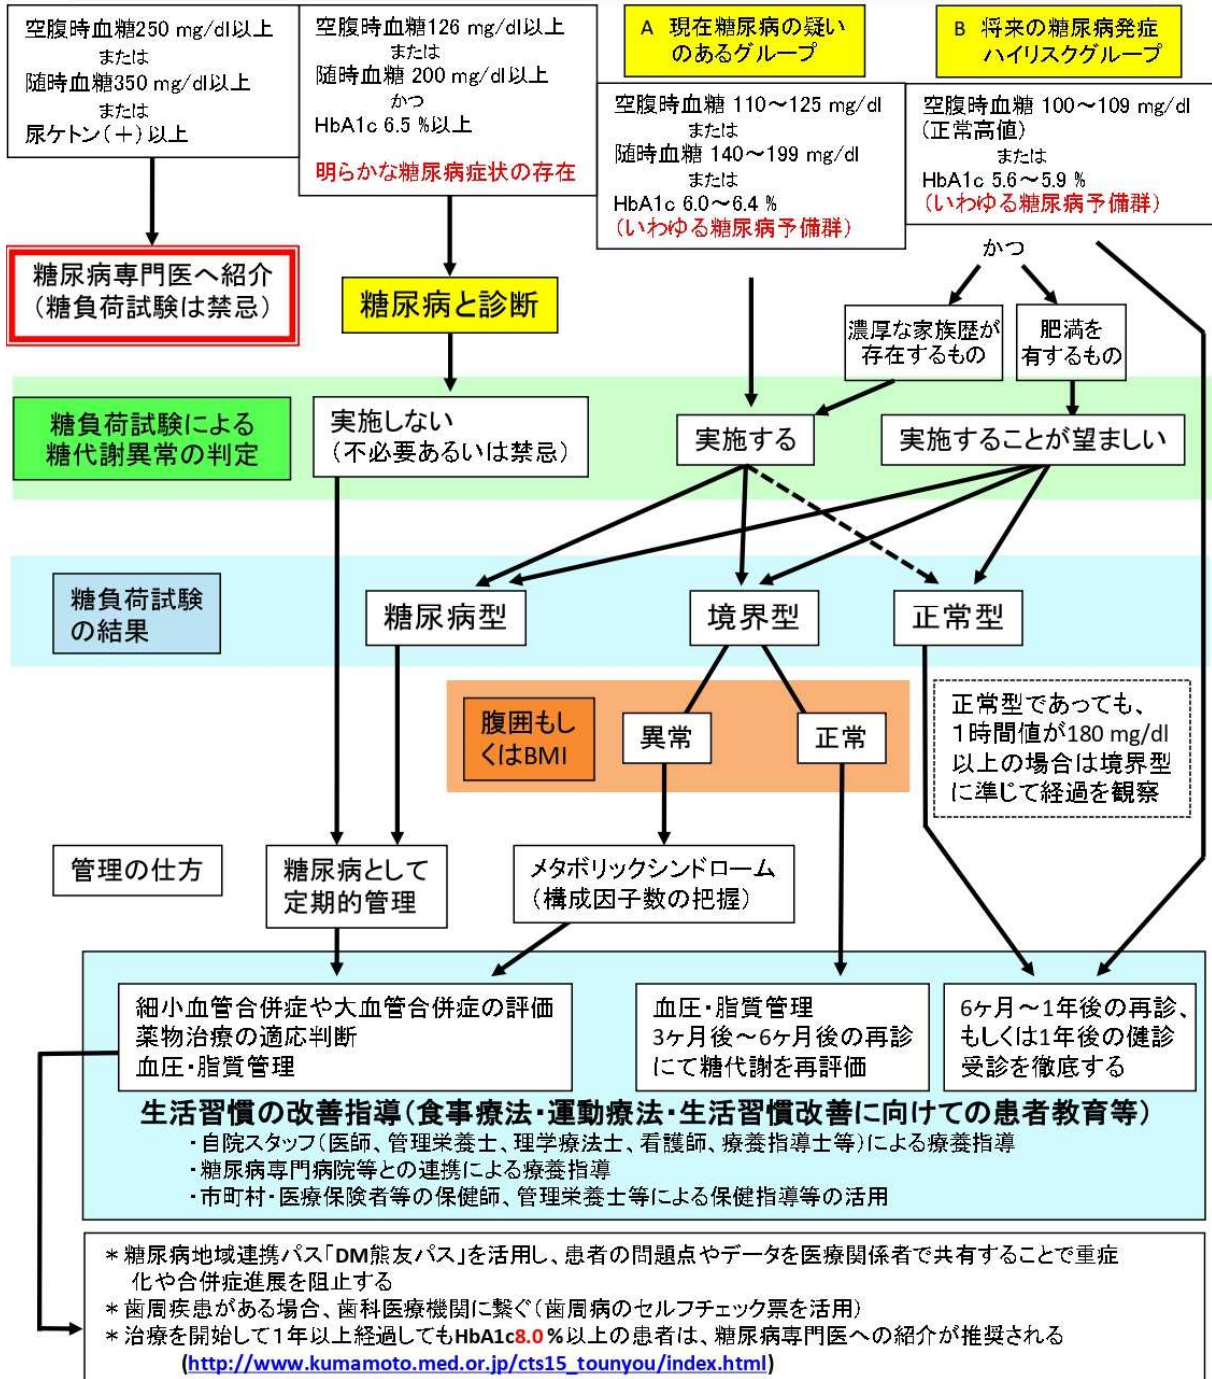 空腹時血糖250 mg/dl以上
または
随時血糖350 mg/dl以上
または
尿ケトン(+)以上
空腹時血糖126 mg/dl以上
または
随時血糖 200 mg/dl以上
かつ
HbA1c 6.5 %以上
明らかな糖尿病症状の存在
A 現在糖尿病の疑い
のあるグループ
空腹時血糖 110~125 mg/dl
または
随時血糖 140~199 mg/dl
または
HbA1c 6.0~6.4 %
(いわゆる糖尿病予備群)
B 将来の糖尿病発症
ハイリスクグループ
空腹時血糖 100~109 mg/dl
(正常高値)
または
HbA1c 5.6~5.9 %
(いわゆる糖尿病予備群)
かつ
糖尿病専門医へ紹介
(糖負荷試験は禁忌)
糖尿病と診断
濃厚な家族歴が
存在するもの
肥満を
有するもの
糖負荷試験による
糖代謝異常の判定
実施しない
(不必要あるいは禁忌)
実施する
実施することが望ましい
糖負荷試験
の結果
糖尿病型
境界型
正常型
腹囲もし
くはBMI
異常
正常
正常型であっても、
1時間値が180 mg/dl
以上の場合は境界型
に準じて経過を観察
管理の仕方
糖尿病として
定期的管理
メタボリックシンドローム
(構成因子数の把握)
細小血管合併症や大血管合併症の評価
薬物治療の適応判断
血圧・脂質管理
血圧・脂質管理
3ヶ月後~6ヶ月後の再診
にて糖代謝を再評価
6ヶ月~1年後の再診、
もしくは1年後の健診
受診を徹底する
生活習慣の改善指導(食事療法・運動療法・生活習慣改善に向けての患者教育等)
・自院スタッフ(医師、管理栄養士、理学療法士、看護師、療養指導士等)による療養指導
・糖尿病専門病院等との連携による療養指導
・市町村・医療保険者等の保健師、管理栄養士等による保健指導等の活用
*糖尿病地域連携パス「DM熊友パス」を活用し、患者の問題点やデータを医療関係者で共有することで重症
化や合併症進展を阻止する
*歯周疾患がある場合、歯科医療機関に繋ぐ(歯周病のセルフチェック票を活用)
*治療を開始して1年以上経過してもHbA1c8.0%以上の患者は、糖尿病専門医への紹介が推奨される
(http://www.kumamoto.med.or.jp/cts15_tounyou/index.html)